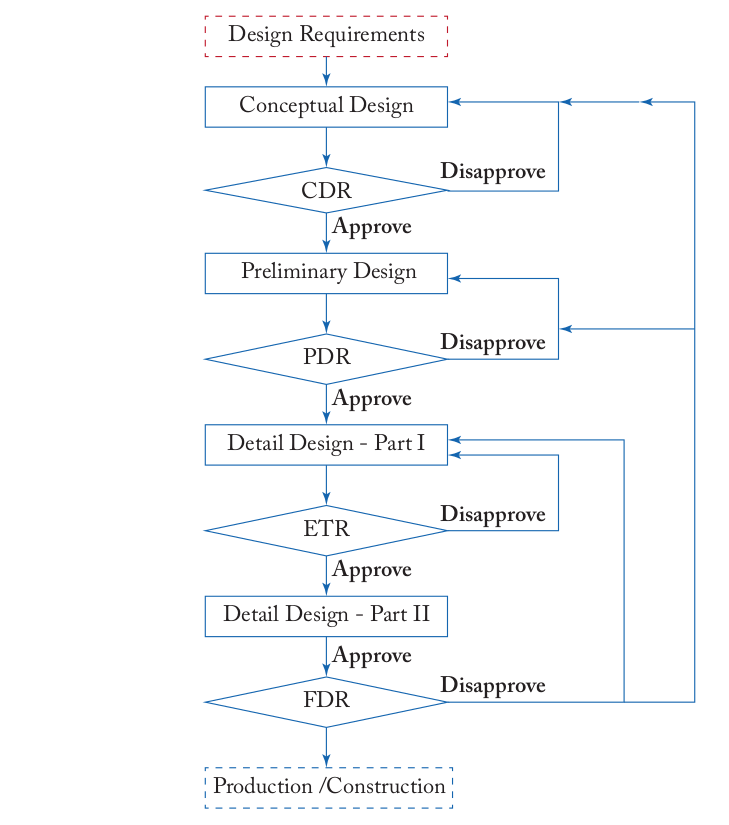 Design Requirements
Conceptual Design
Disapprove
CDR
Approve
Preliminary Design
Disapprove
PDR
Approve
Detail Design - Part I
Disapprove
ETR
Approve
Detail Design - Part II
Approve
Disapprove
FDR
Production /Construction